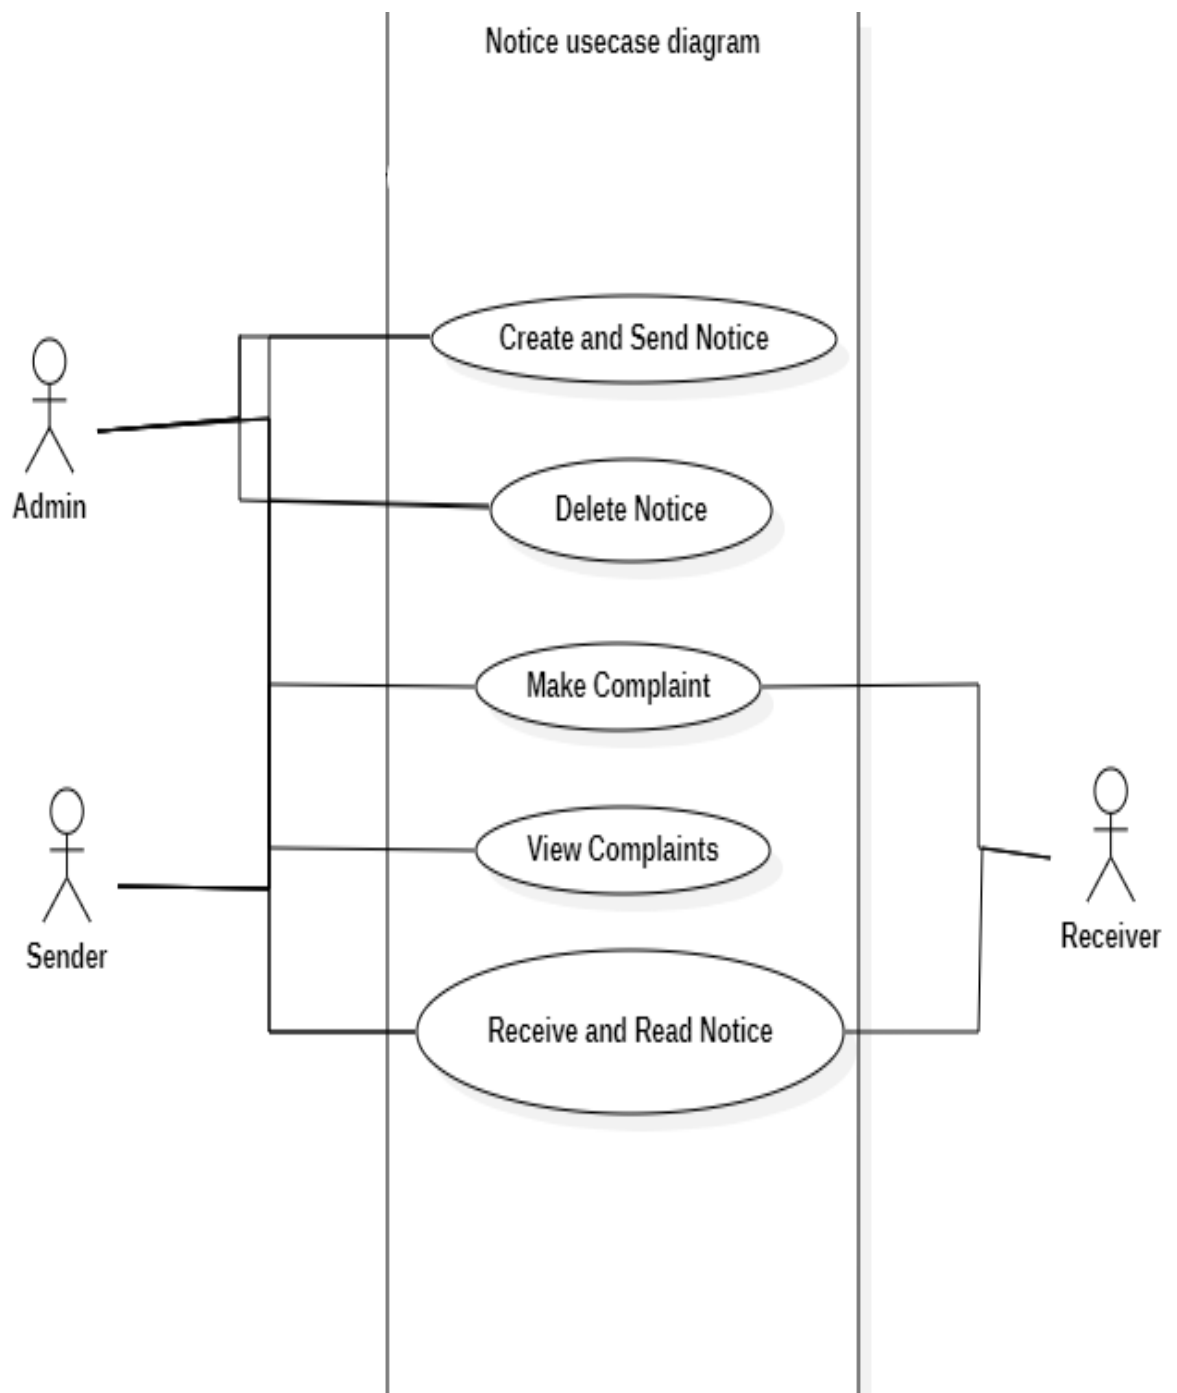 Notice usecase diagram
Create and Send Notice
Admin
Delete Notice
Make Complaint
View Complaints
Sender
Receiver
Receive and Read Notice